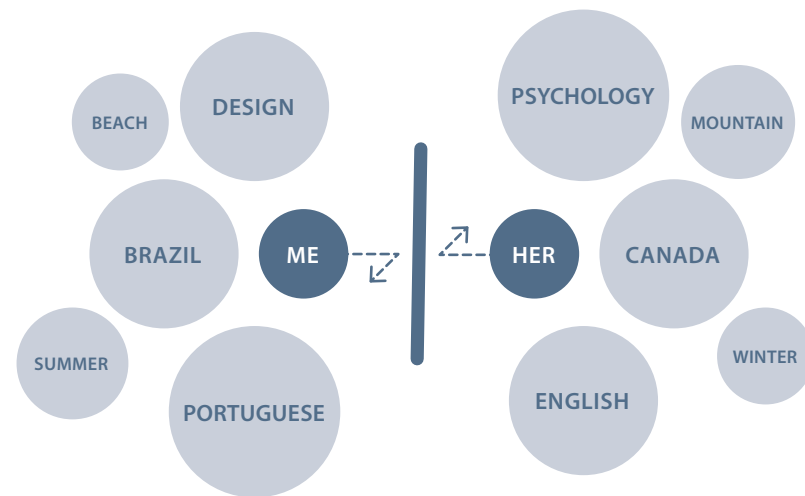 DESIGN
BEACH
BRAZIL
ME
SUMMER
PORTUGUESE
PSYCHOLOGY
MOUNTAIN
HER
CANADA
WINTER
ENGLISH